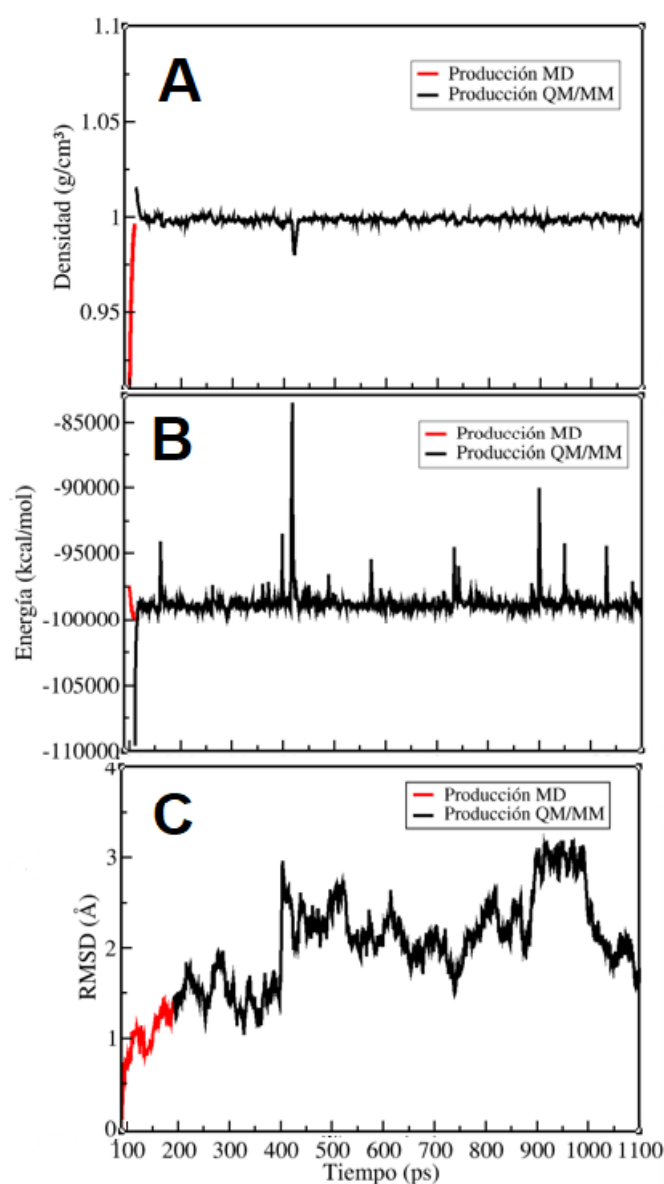 A
Producción MD
Producción QM/MM
Densidad (g/cm³)
1.1
1.05
1
0.95
B
Producción MD
Producción QM/MM
Energía (kcal/mol)
-85000
-90000
-95000
-100000
-105000
-110000
C
Producción MD
Producción QM/MM
RMSD (Å)
4
3
2
1
0
100 200 300 400 500 600 700 800 900 1000 1100
Tiempo (ps)